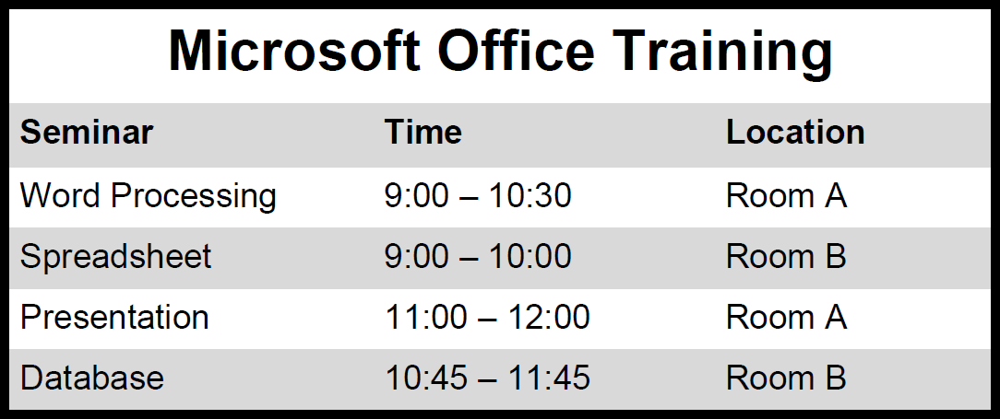 Microsoft Office Training
Seminar Time Location
Word Processing 9:00 – 10:30 Room A
Spreadsheet 9:00 – 10:00 Room B
Presentation 11:00 – 12:00 Room A
Database 10:45 – 11:45 Room B